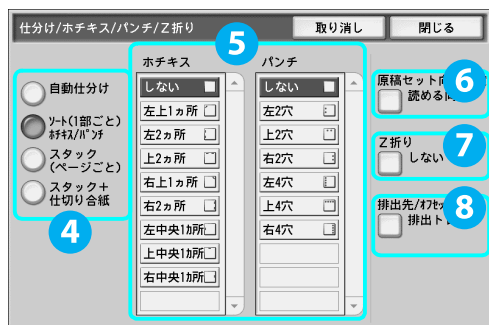 仕分け/ホチキス/パンチ/Z折り
取り消し
閉じる
5
ホチキス
パンチ
自動仕分け
ソート(1部ごと)
ホチキス/パンチ
スタック
(ページごと)
スタック+
仕切り合紙
4
しない
左上1ヵ所
左2ヵ所
上2ヵ所
右上1ヵ所
右2ヵ所
左中央1カ所
上中央1カ所
右中央1カ所
しない
左2穴
上2穴
右2穴
左4穴
上4穴
右4穴
原稿セット向
読める向
6
Z折り
しない
7
排出先/オフセッ
排出ト
8